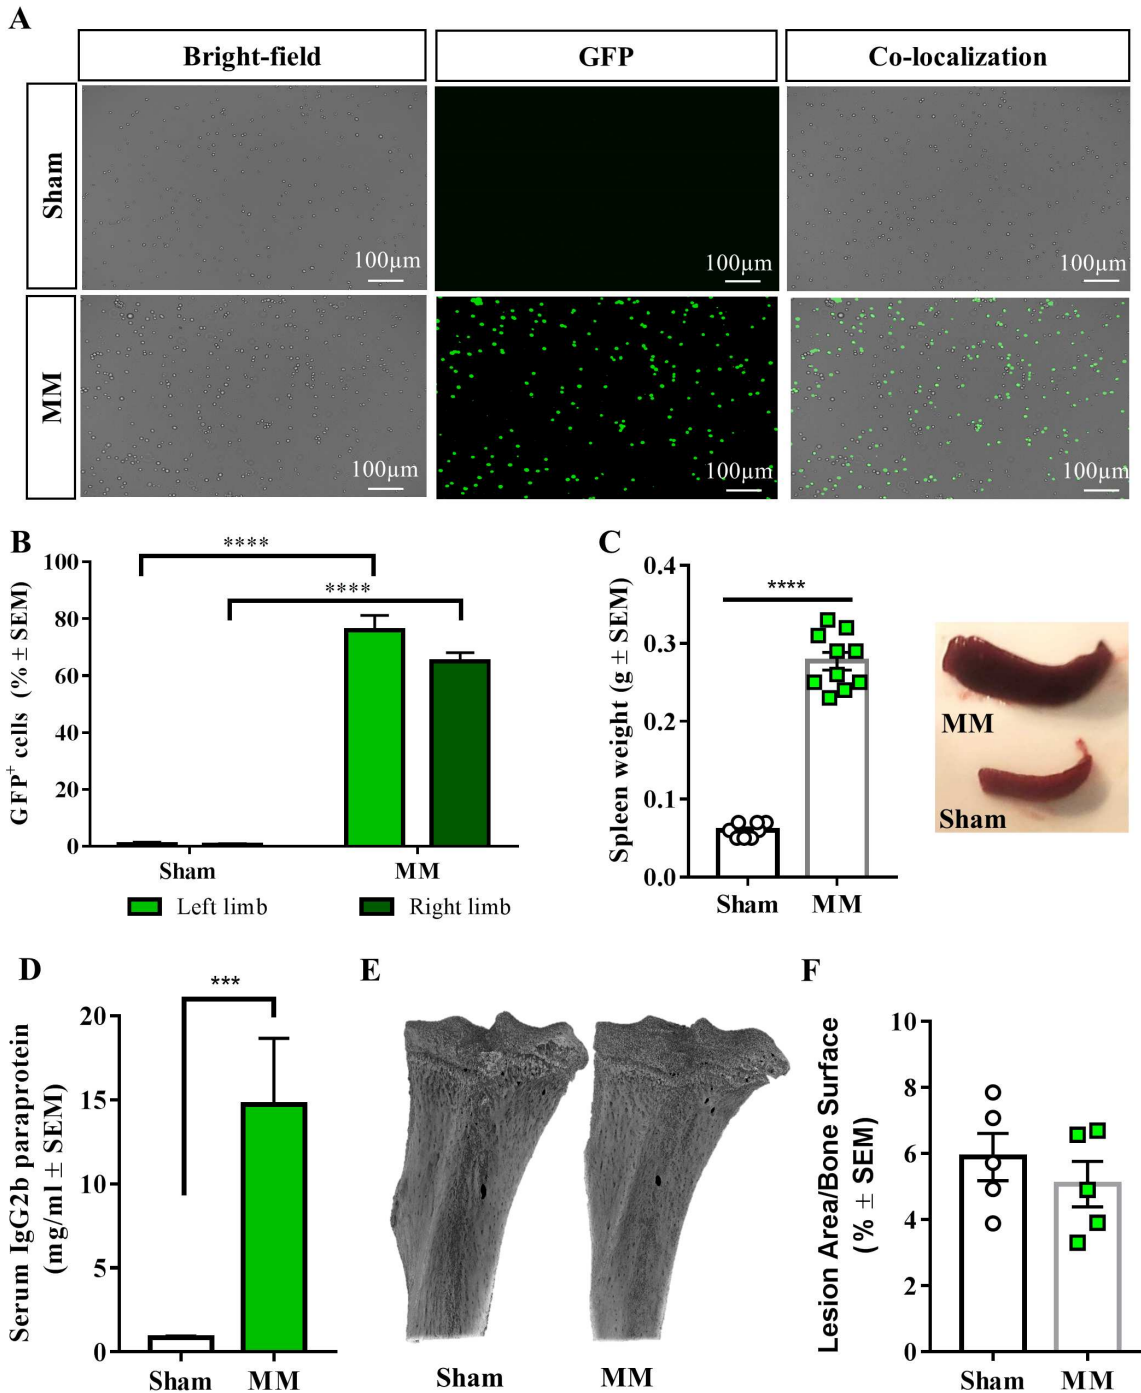 A
Bright-field
GFP
Co-localization
Sham
100µm
100µm
100µm
MM
100µm
100µm
100µm
B
GFP+ cells (% ± SEM)
100
80
60
40
20
0
****
****
Sham
MM
Left limb
Right limb
C
Spleen weight (g ± SEM)
0.4
0.3
0.2
0.1
0.0
****
Sham
MM
MM
Sham
D
Serum IgG2b paraprotein
(mg/ml ± SEM)
20
15
10
5
0
***
Sham
MM
E
Sham
MM
F
Lesion Area/Bone Surface
(% ± SEM)
10
8
6
4
2
0
Sham
MM